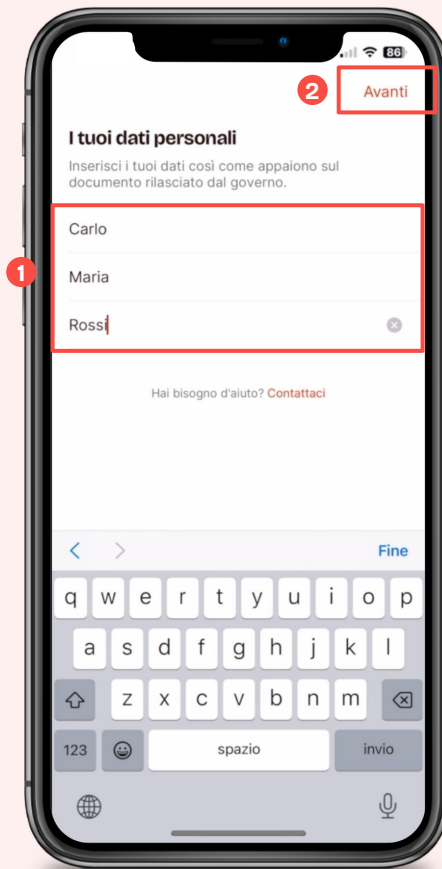 86
2
Avanti
I tuoi dati personali
Inserisci i tuoi dati così come appaiono sul
documento rilasciato dal governo.
Carlo
1
Maria
Rossi
Hai bisogno d'aiuto? Contattaci
Fine
q w e r t y u i o p
a s d f g h j k l
z x c v b n m
123 spazio invio